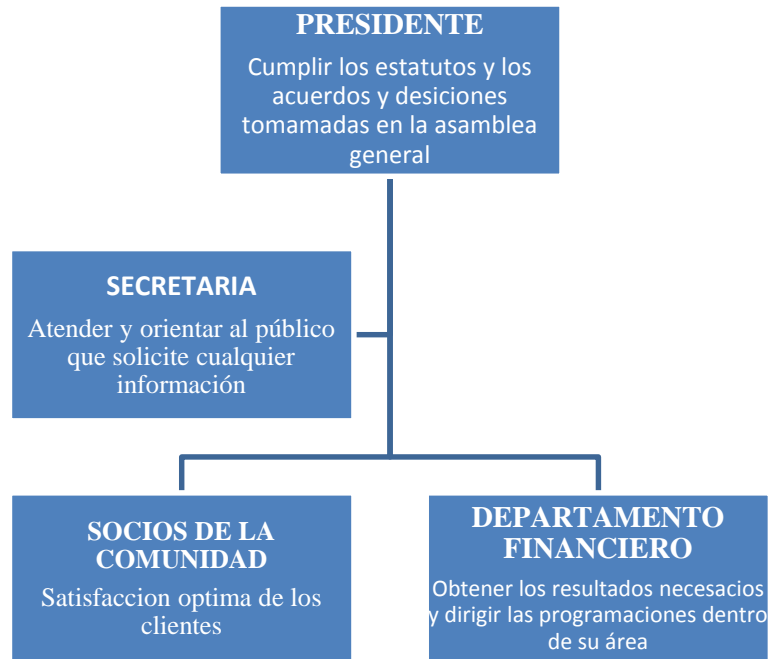 PRESIDENTE
Cumplir los estatutos y los
acuerdos y desiciones
tomamadas en la asamblea
general
SECRETARIA
Atender y orientar al público
que solicite cualquier
información
SOCIOS DE LA
COMUNIDAD
Satisfaccion optima de los
clientes
DEPARTAMENTO
FINANCIERO
Obtener los resultados necesacios
y dirigir las programaciones dentro
de su área